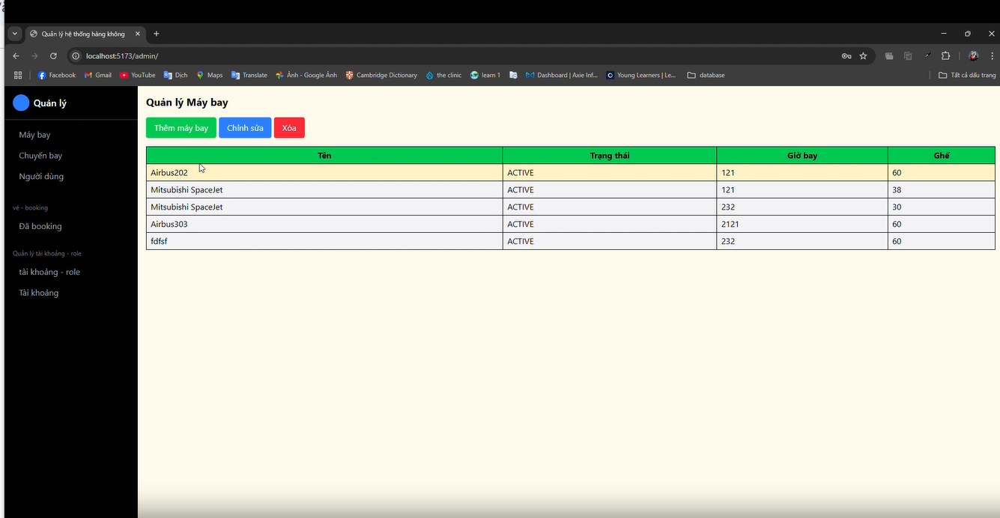 Quản lý hệ thống hàng không
localhost:5173/admin/
Facebook Gmail YouTube Dịch Maps Translate Ảnh - Google Ảnh Cambridge Dictionary the clinic learn 1 Dashboard | Axie Inf... Young Learners | Le... database Tất cả dấu trang
Quản lý
Máy bay
Chuyến bay
Người dùng
vé - booking
Đã booking
Quản lý tài khoảng - role
tài khoảng - role
Tài khoảng
Quản lý Máy bay
Thêm máy bay Chỉnh sửa Xóa
Tên Trạng thái Giờ bay Ghế
Airbus202 ACTIVE 121 60
Mitsubishi SpaceJet ACTIVE 121 38
Mitsubishi SpaceJet ACTIVE 232 30
Airbus303 ACTIVE 2121 60
fdfsf ACTIVE 232 60